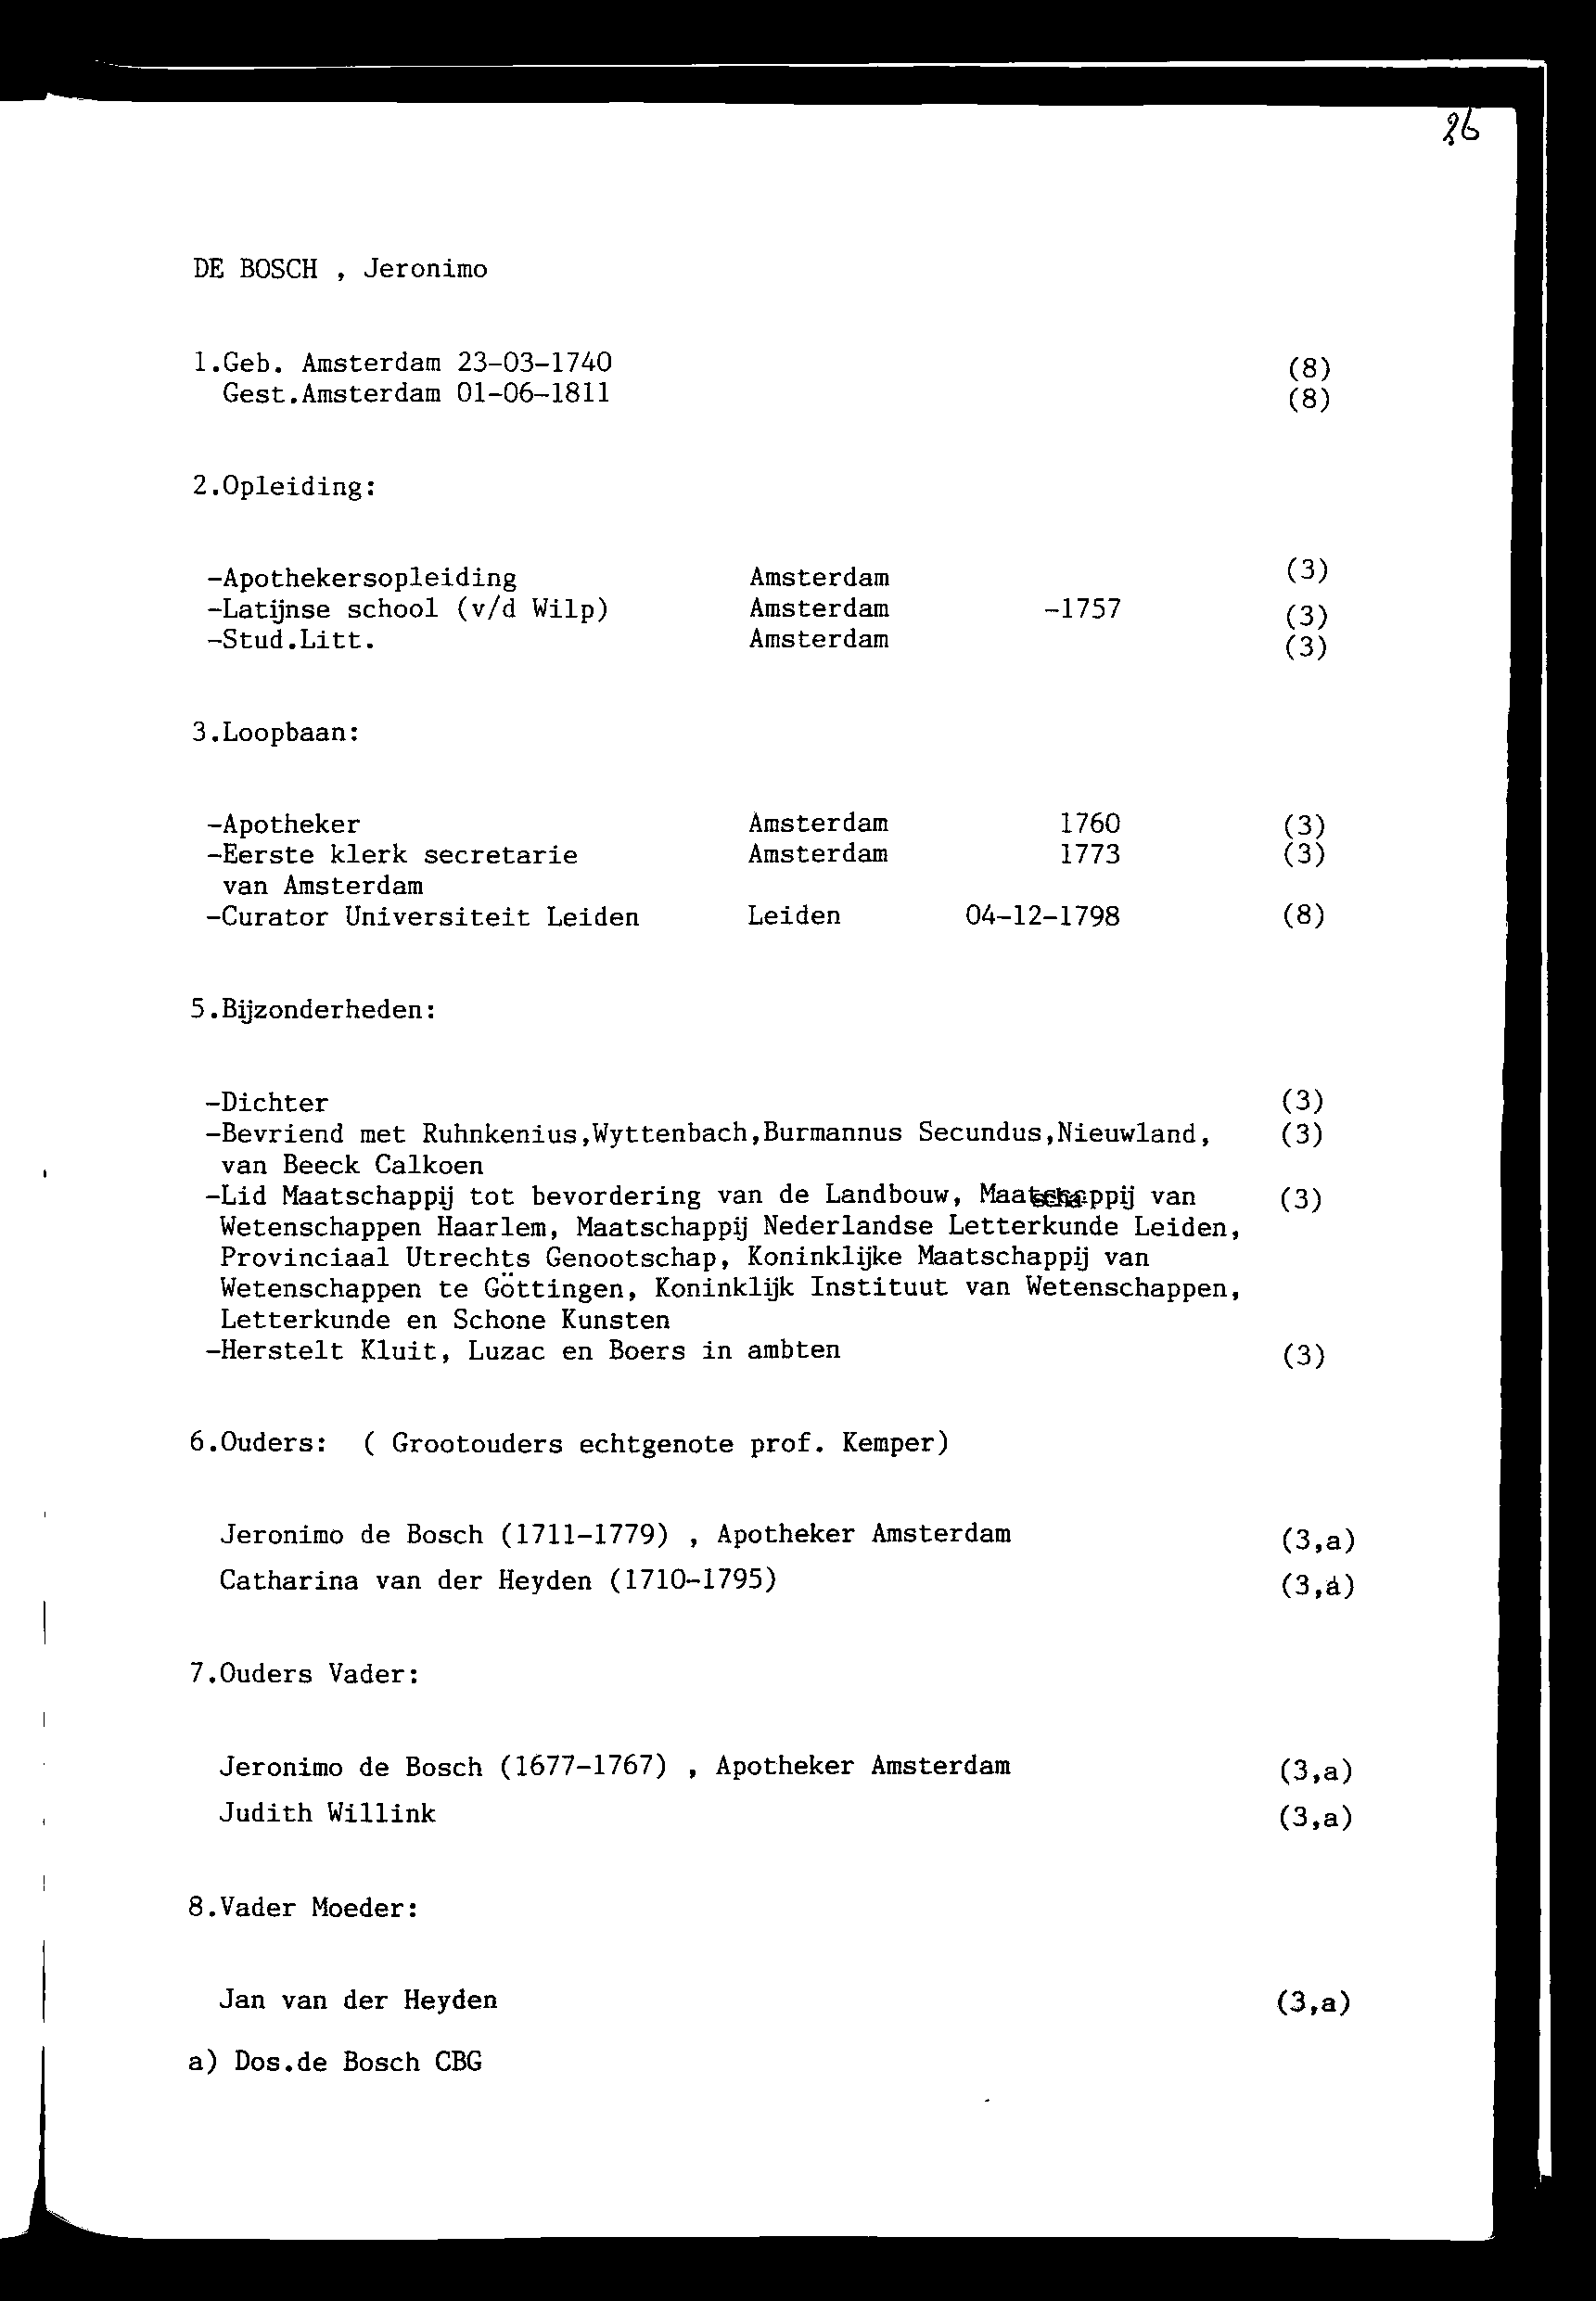 26
DE BOSCH , Jeronimo
1.Geb. Amsterdam 23-03-1740 (8)
Gest.Amsterdam 01-06-1811 (8)
2.Opleiding:
-Apothekersopleiding Amsterdam (3)
-Latijnse school (v/d Wilp) Amsterdam -1757 (3)
-Stud.Litt. Amsterdam (3)
3.Loopbaan:
-Apotheker Amsterdam 1760 (3)
-Eerste klerk secretarie Amsterdam 1773 (3)
van Amsterdam
-Curator Universiteit Leiden Leiden 04-12-1798 (8)
5.Bijzonderheden:
-Dichter (3)
-Bevriend met Ruhnkenius,Wyttenbach,Burmannus Secundus,Nieuwland, (3)
van Beeck Calkoen
-Lid Maatschappij tot bevordering van de Landbouw, Maatschappij van (3)
Wetenschappen Haarlem, Maatschappij Nederlandse Letterkunde Leiden,
Provinciaal Utrechts Genootschap, Koninklijke Maatschappij van
Wetenschappen te Göttingen, Koninklijk Instituut van Wetenschappen,
Letterkunde en Schone Kunsten
-Herstelt Kluit, Luzac en Boers in ambten (3)
6.Ouders: ( Grootouders echtgenote prof. Kemper)
Jeronimo de Bosch (1711-1779) , Apotheker Amsterdam (3,a)
Catharina van der Heyden (1710-1795) (3,a)
7.Ouders Vader:
Jeronimo de Bosch (1677-1767) , Apotheker Amsterdam (3,a)
Judith Willink (3,a)
8.Vader Moeder:
Jan van der Heyden (3,a)
a) Dos.de Bosch CBG